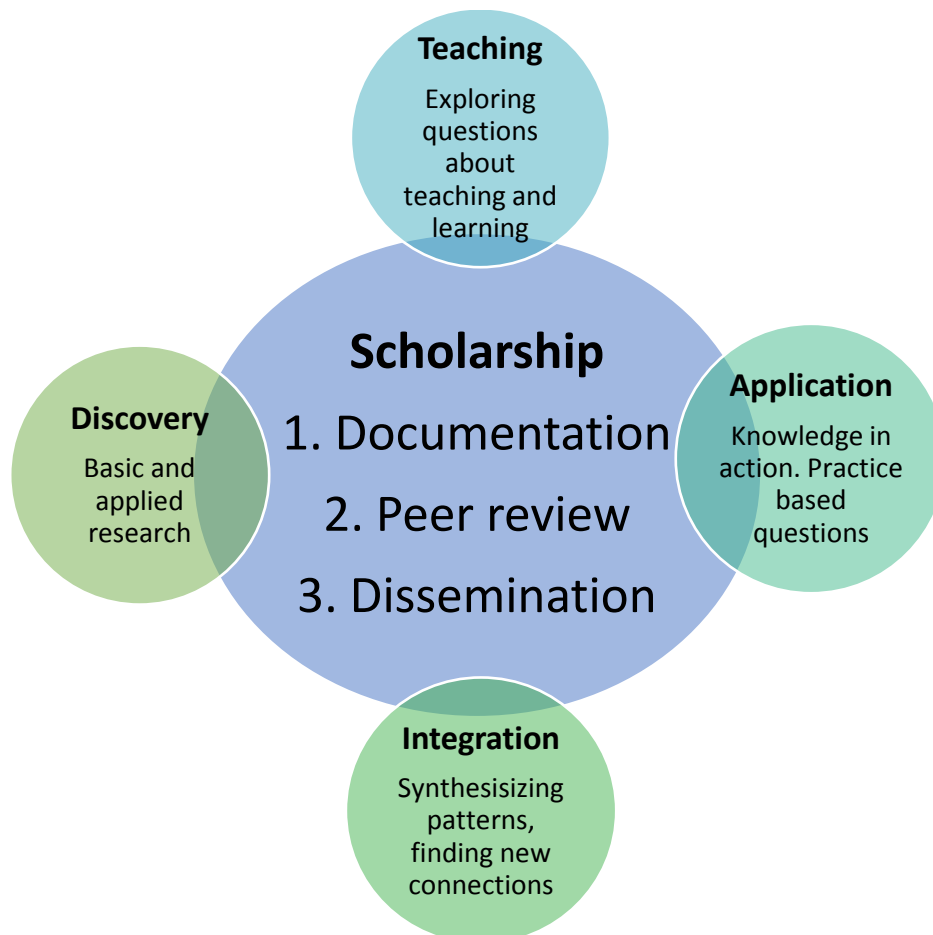 Teaching
Exploring
questions
about
teaching and
learning
Scholarship
1. Documentation
2. Peer review
3. Dissemination
Discovery
Basic and
applied
research
Application
Knowledge in
action. Practice
based
questions
Integration
Synthesisizing
patterns,
finding new
connections